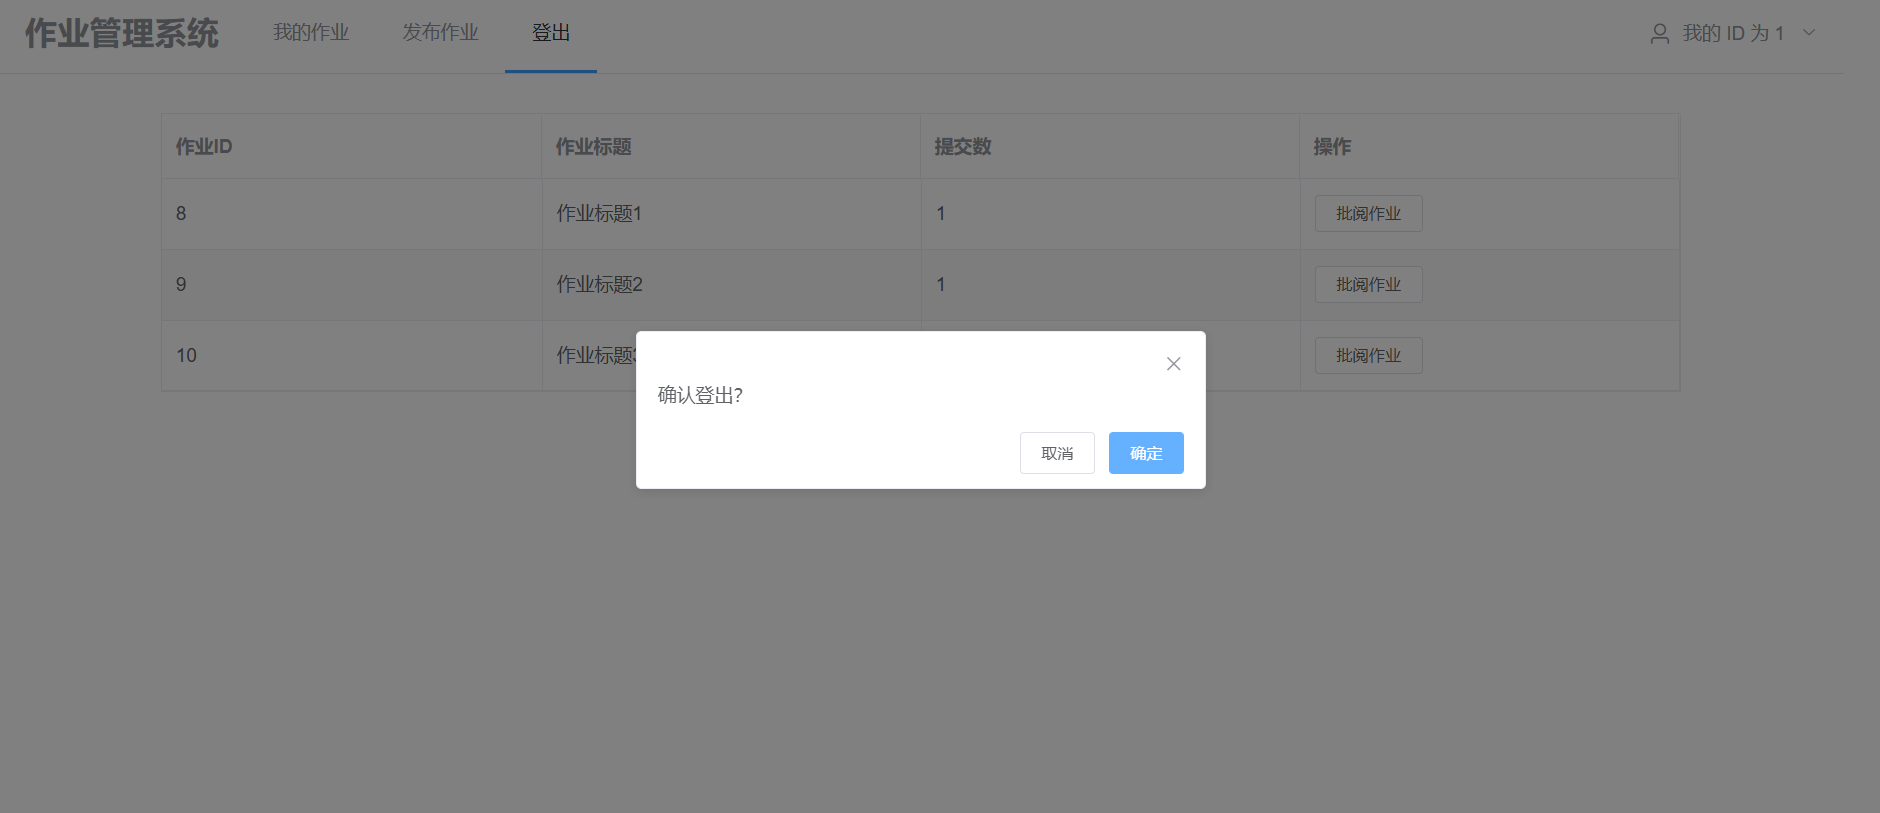 作业管理系统 我的作业 发布作业 登出 我的 ID 为 1
作业ID 作业标题 提交数 操作
8 作业标题1 1 批阅作业
9 作业标题2 1 批阅作业
10 作业标题3 批阅作业
确认登出?
取消 确定